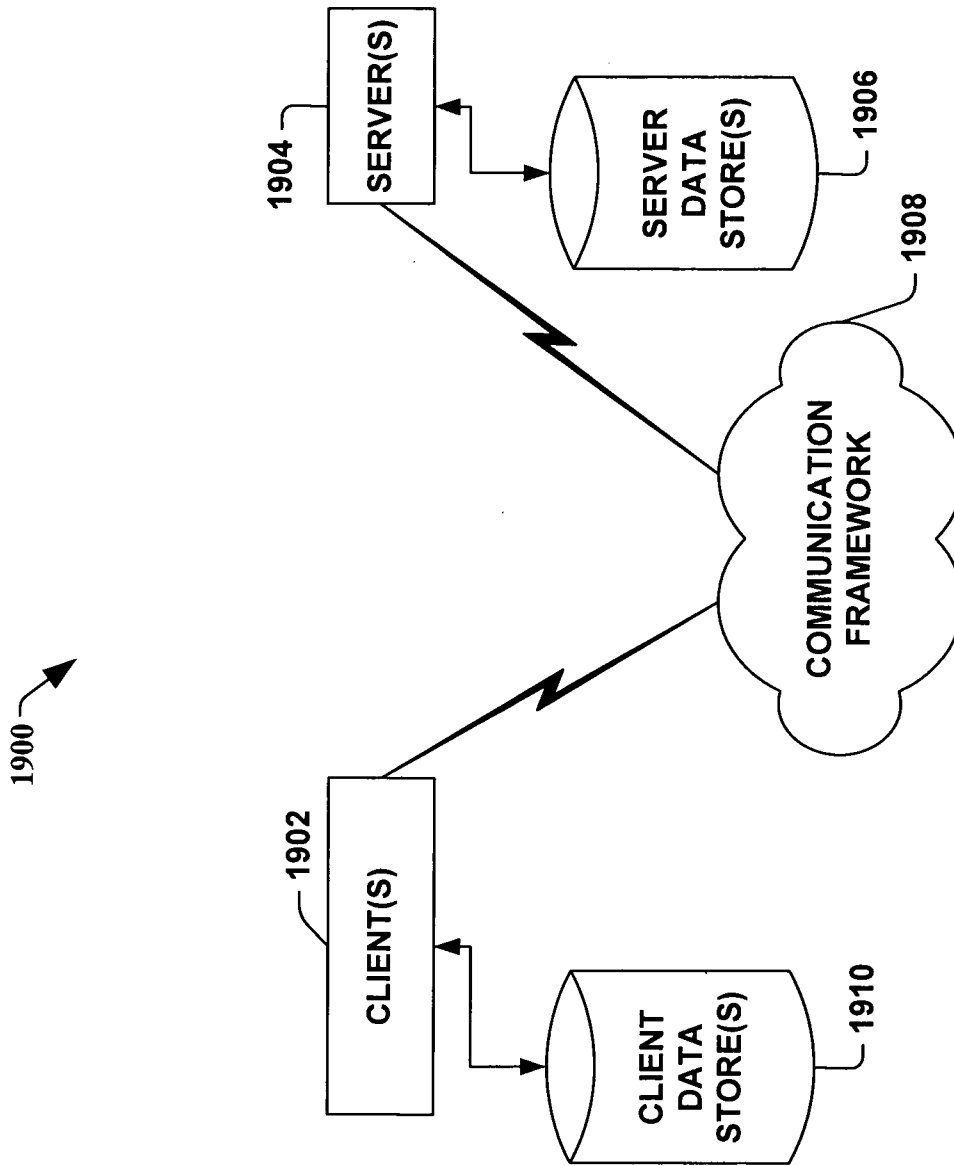 1900
1902
CLIENT(S)
1904
SERVER(S)
CLIENT
DATA
STORE(S)
1910
SERVER
DATA
STORE(S)
1906
COMMUNICATION
FRAMEWORK
1908